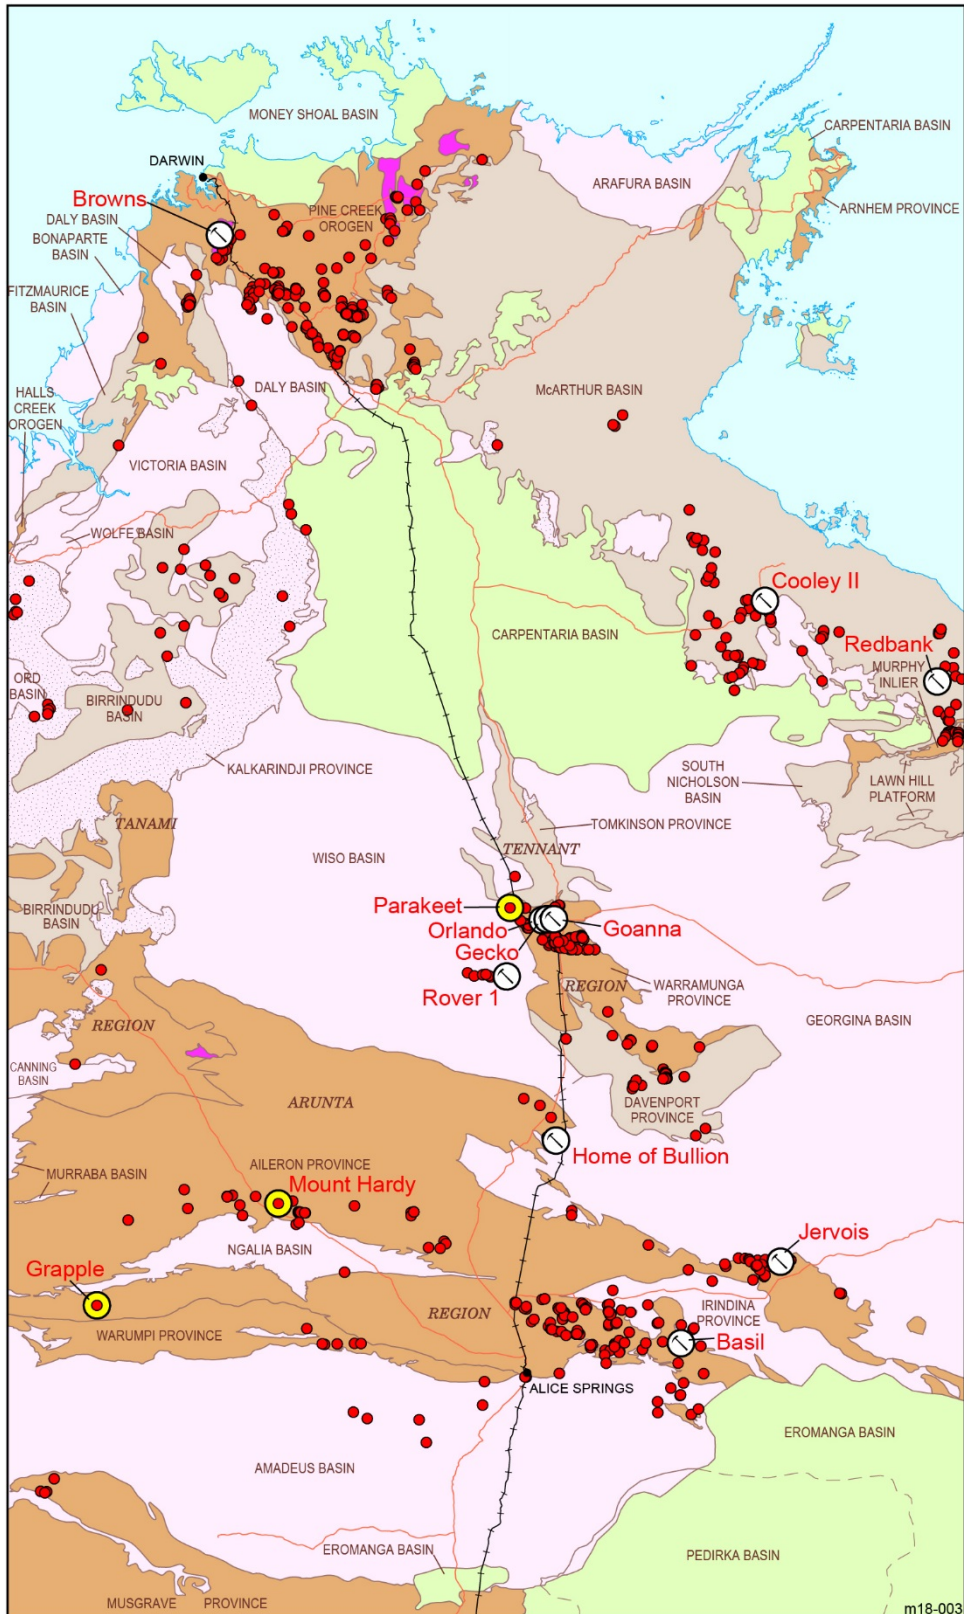 MONEY SHOAL BASIN
CARPENTARIA BASIN
DARWIN
ARAFURA BASIN
Browns
PINE CREEK
OROGEN
ARNHEM PROVINCE
DALY BASIN
BONAPARTE
BASIN
FITZMAURICE
BASIN
DALY BASIN
McARTHUR BASIN
HALLS
CREEK
OROGEN
VICTORIA BASIN
WOLFE BASIN
Cooley II
CARPENTARIA BASIN
Redbank
MURPHY
INLIER
ORD
BASIN
BIRRINDUDU
BASIN
KALKARINDJI PROVINCE
SOUTH
NICHOLSON
BASIN
LAWN HILL
PLATFORM
TANAMI
TOMKINSON PROVINCE
WISO BASIN
TENNANT
Parakeet
BIRRINDUDU
BASIN
Orlando
Goanna
Gecko
Rover 1
REGION
WARRAMUNGA
PROVINCE
REGION
GEORGINA BASIN
CANNING
BASIN
ARUNTA
DAVENPORT
PROVINCE
Home of Bullion
MURRABA BASIN
AILERON PROVINCE
Mount Hardy
Jervois
NGALIA BASIN
Grapple
REGION
IRINDINA
PROVINCE
WARUMPI PROVINCE
Basil
ALICE SPRINGS
EROMANGA BASIN
AMADEUS BASIN
EROMANGA BASIN
PEDIRKA BASIN
MUSGRAVE PROVINCE
m18-003